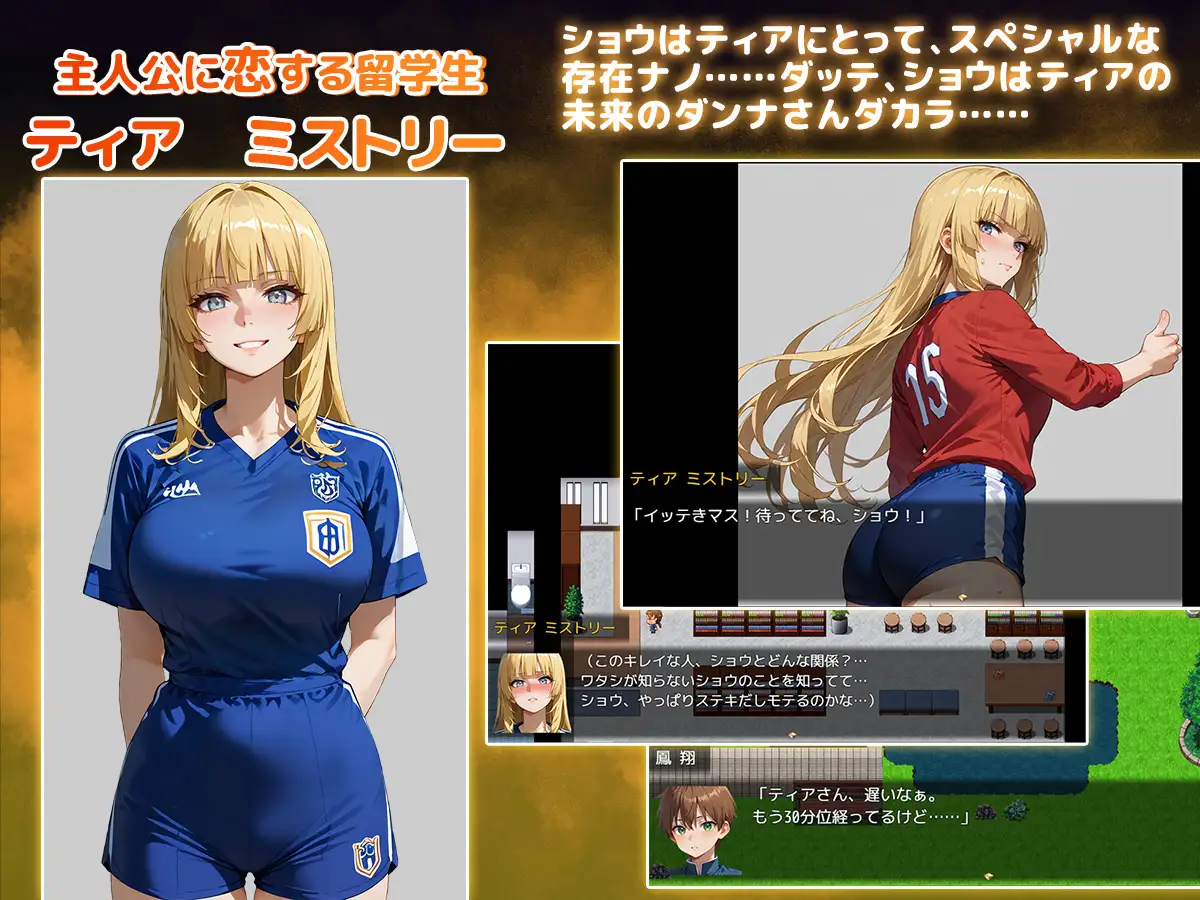 主人公に恋する留学生
ティア ミストリー
ショウはティアにとって、スペシャルな
存在ナノ……ダッテ、ショウはティアの
未来のダンナさんダカラ……
15
ティア ミストリー
「イッテきマス！待っててね、ショウ！」
ティア ミストリー
（このキレイな人、ショウとどんな関係？…
ワタシが知らないショウのことを知ってて…
ショウ、やっぱりステキだしモテるのかな…）
鳳 翔
「ティアさん、遅いなぁ。
もう30分位経ってるけど……」